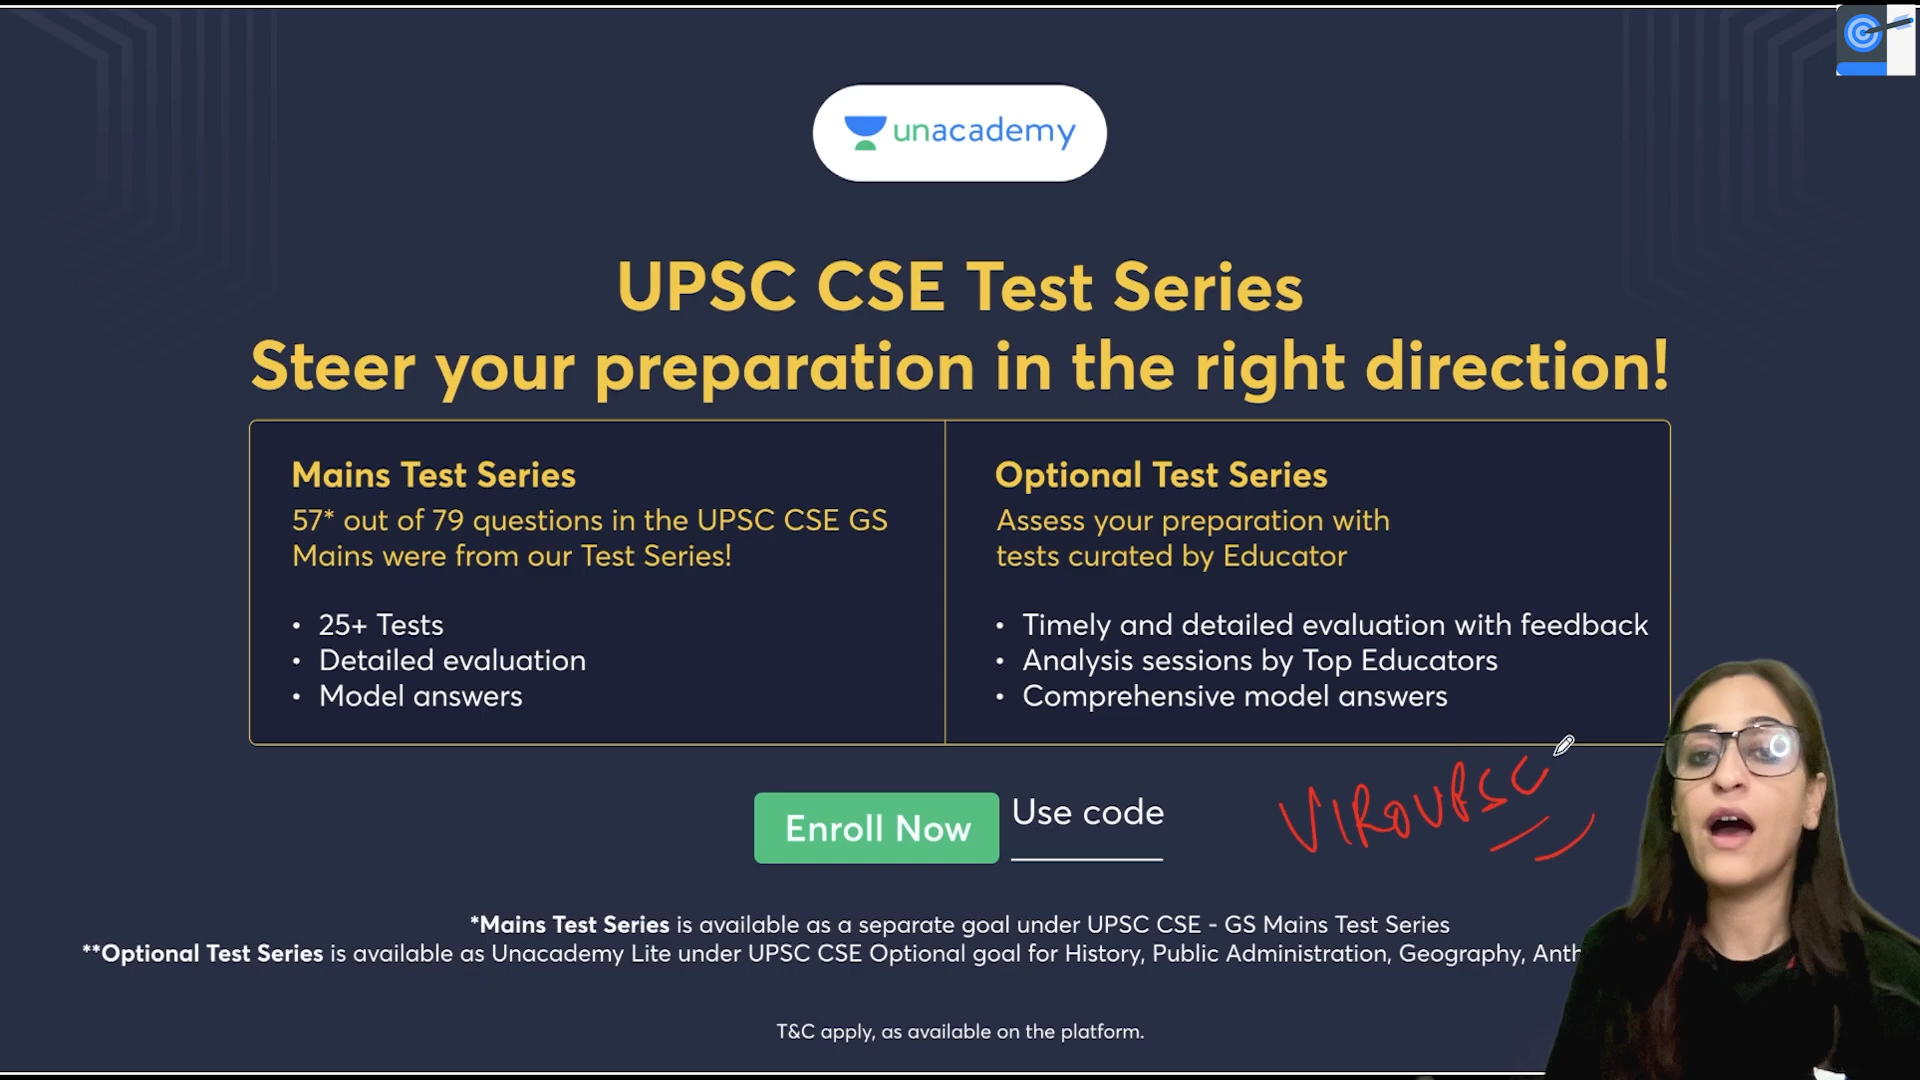 unacademy
UPSC CSE Test Series
Steer your preparation in the right direction!
Mains Test Series
57* out of 79 questions in the UPSC CSE GS
Mains were from our Test Series!
• 25+ Tests
• Detailed evaluation
• Model answers
Optional Test Series
Assess your preparation with
tests curated by Educator
• Timely and detailed evaluation with feedback
• Analysis sessions by Top Educators
• Comprehensive model answers
Enroll Now
Use code
VIROUPSC
*Mains Test Series is available as a separate goal under UPSC CSE - GS Mains Test Series
**Optional Test Series is available as Unacademy Lite under UPSC CSE Optional goal for History, Public Administration, Geography, Anth
T&C apply, as available on the platform.